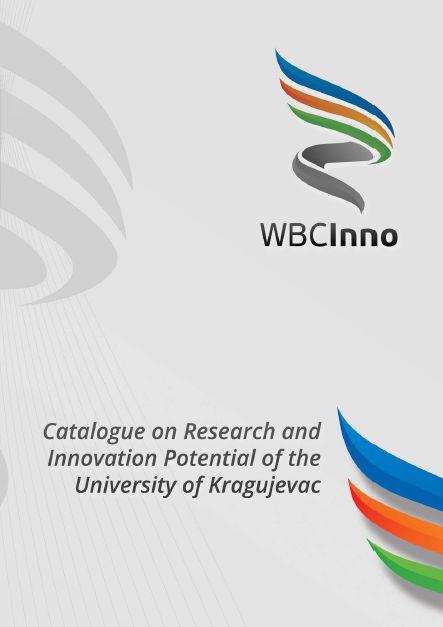 WBCInno
Catalogue on Research and
Innovation Potential of the
University of Kragujevac